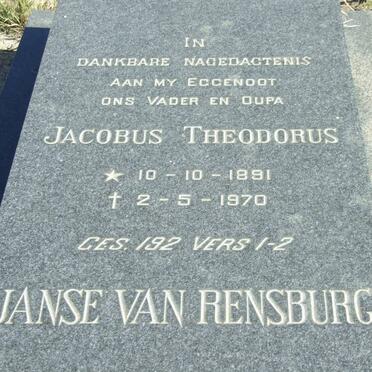 IN
DANKBARE NAGEDAGTENIS
AAN MY EGGENOOT
ONS VADER EN OUPA
JACOBUS THEODORUS
★ 10-10-1891
† 2-5-1970
GES. 192 VERS 1-2
JANSE VAN RENSBURG